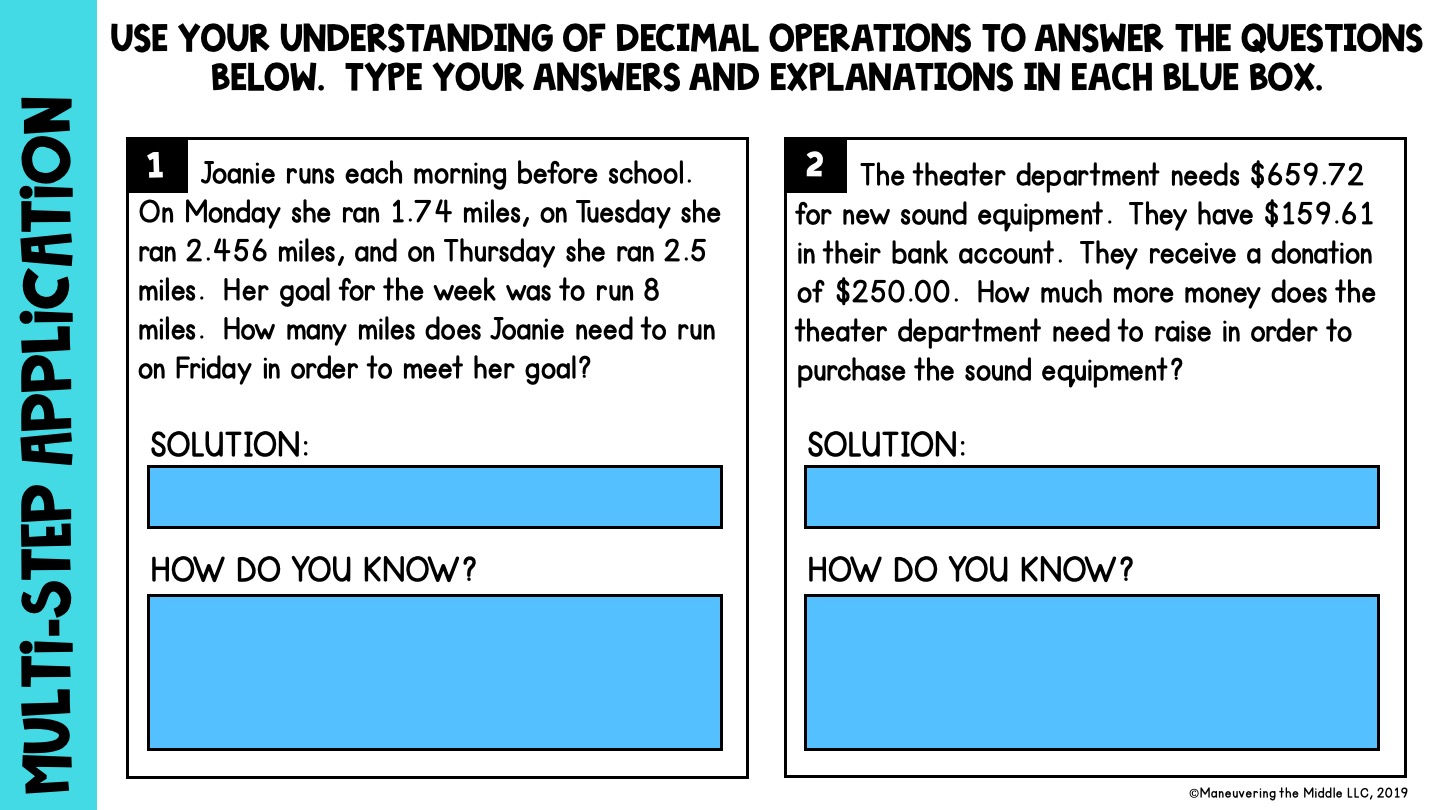 MULTi-STEP APPLiCATiON
USE YOUR UNDERSTANDING OF DECIMAL OPERATIONS TO ANSWER THE QUESTIONS
BELOW.  TYPE YOUR ANSWERS AND EXPLANATIONS IN EACH BLUE BOX.
1 Joanie runs each morning before school.
On Monday she ran 1.74 miles, on Tuesday she
ran 2.456 miles, and on Thursday she ran 2.5
miles.  Her goal for the week was to run 8
miles.  How many miles does Joanie need to run
on Friday in order to meet her goal?
SOLUTION:
HOW DO YOU KNOW?
2 The theater department needs $659.72
for new sound equipment.  They have $159.61
in their bank account.  They receive a donation
of $250.00.  How much more money does the
theater department need to raise in order to
purchase the sound equipment?
SOLUTION:
HOW DO YOU KNOW?
©Maneuvering the Middle LLC, 2019